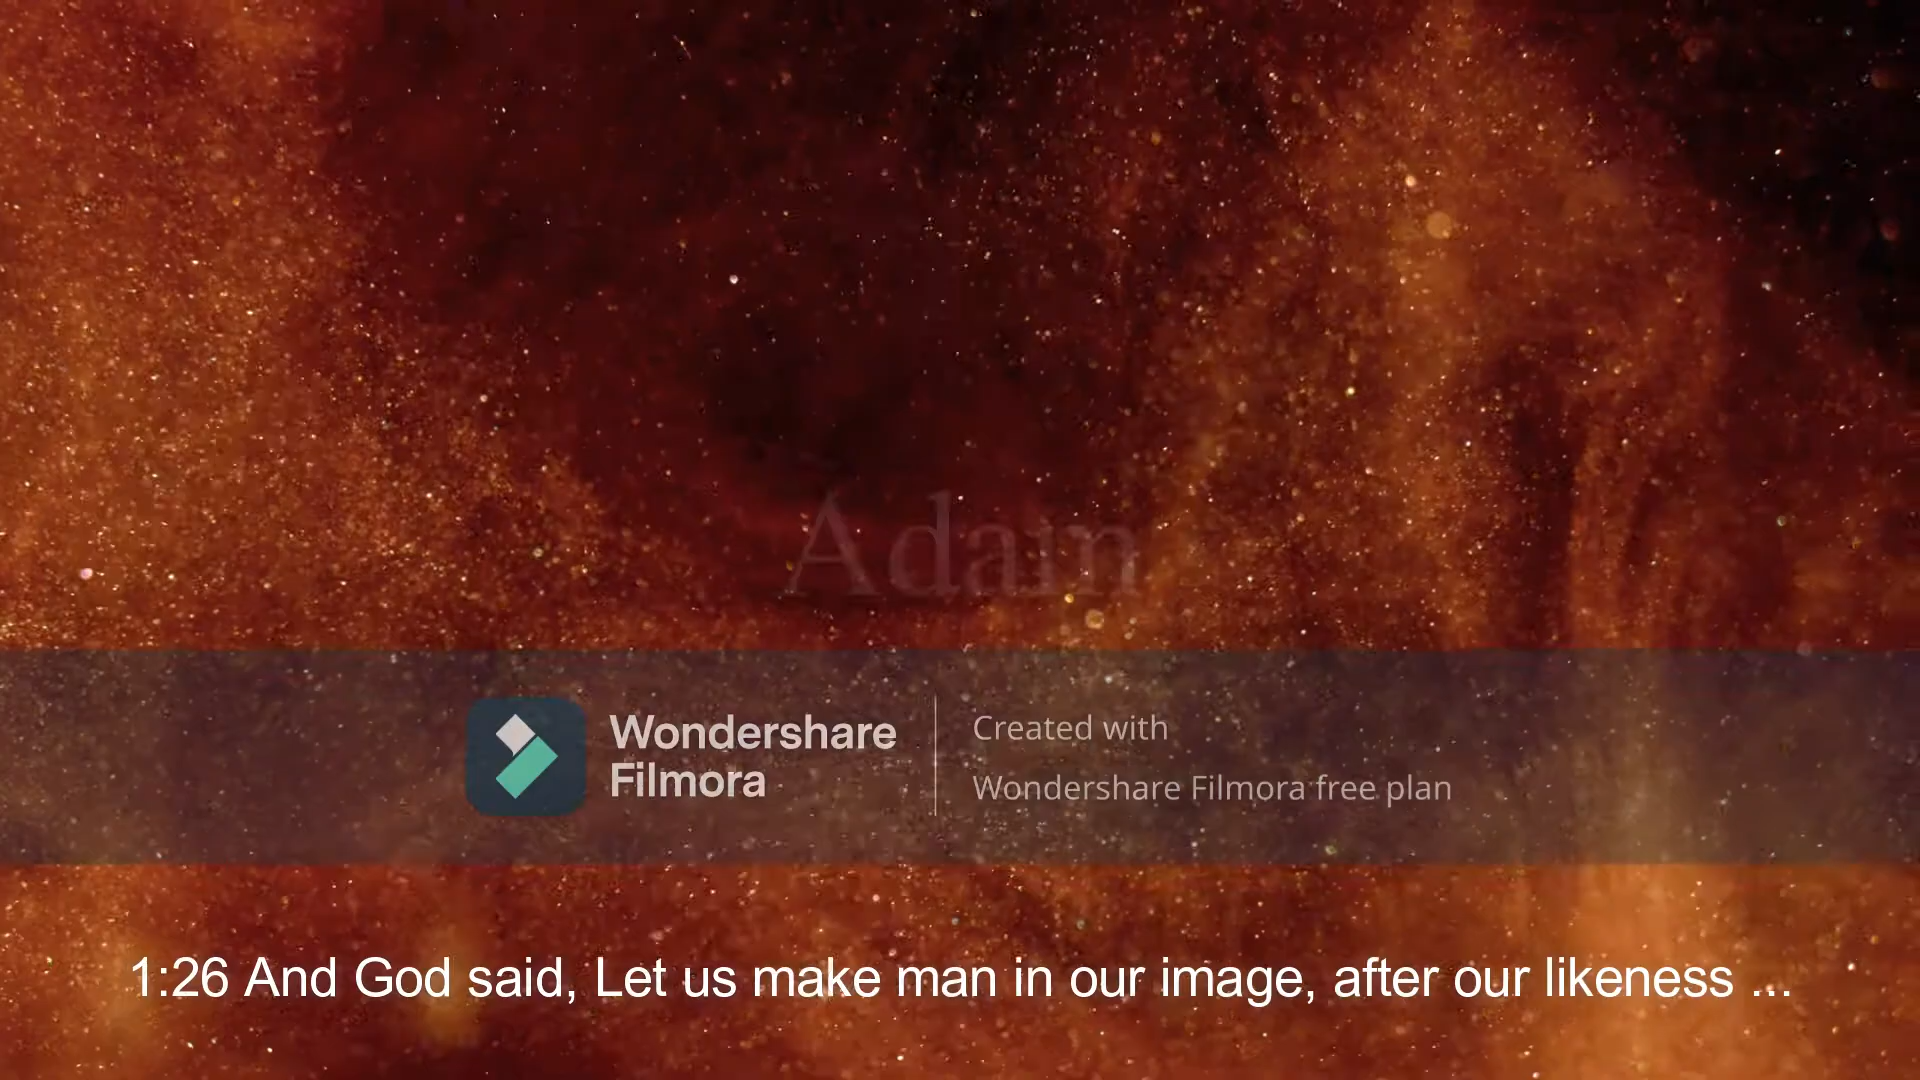 Adam
Wondershare
Filmora
Created with
Wondershare Filmora free plan
1:26 And God said, Let us make man in our image, after our likeness ...